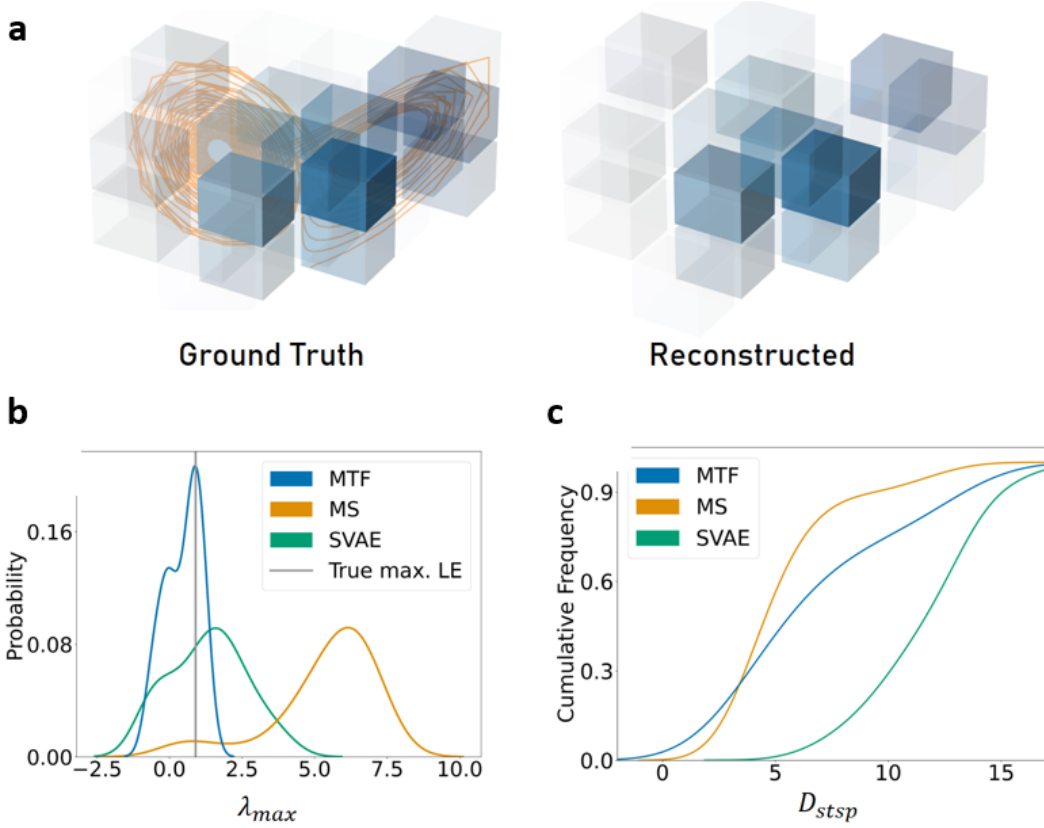 a
Ground Truth
Reconstructed
b
MTF
MS
SVAE
True max. LE
Probability
0.16
0.08
0.00
−2.5
0.0
2.5
5.0
7.5
10.0
λmax
c
MTF
MS
SVAE
Cumulative Frequency
0.9
0.6
0.3
0.0
0
5
10
15
Dstsp